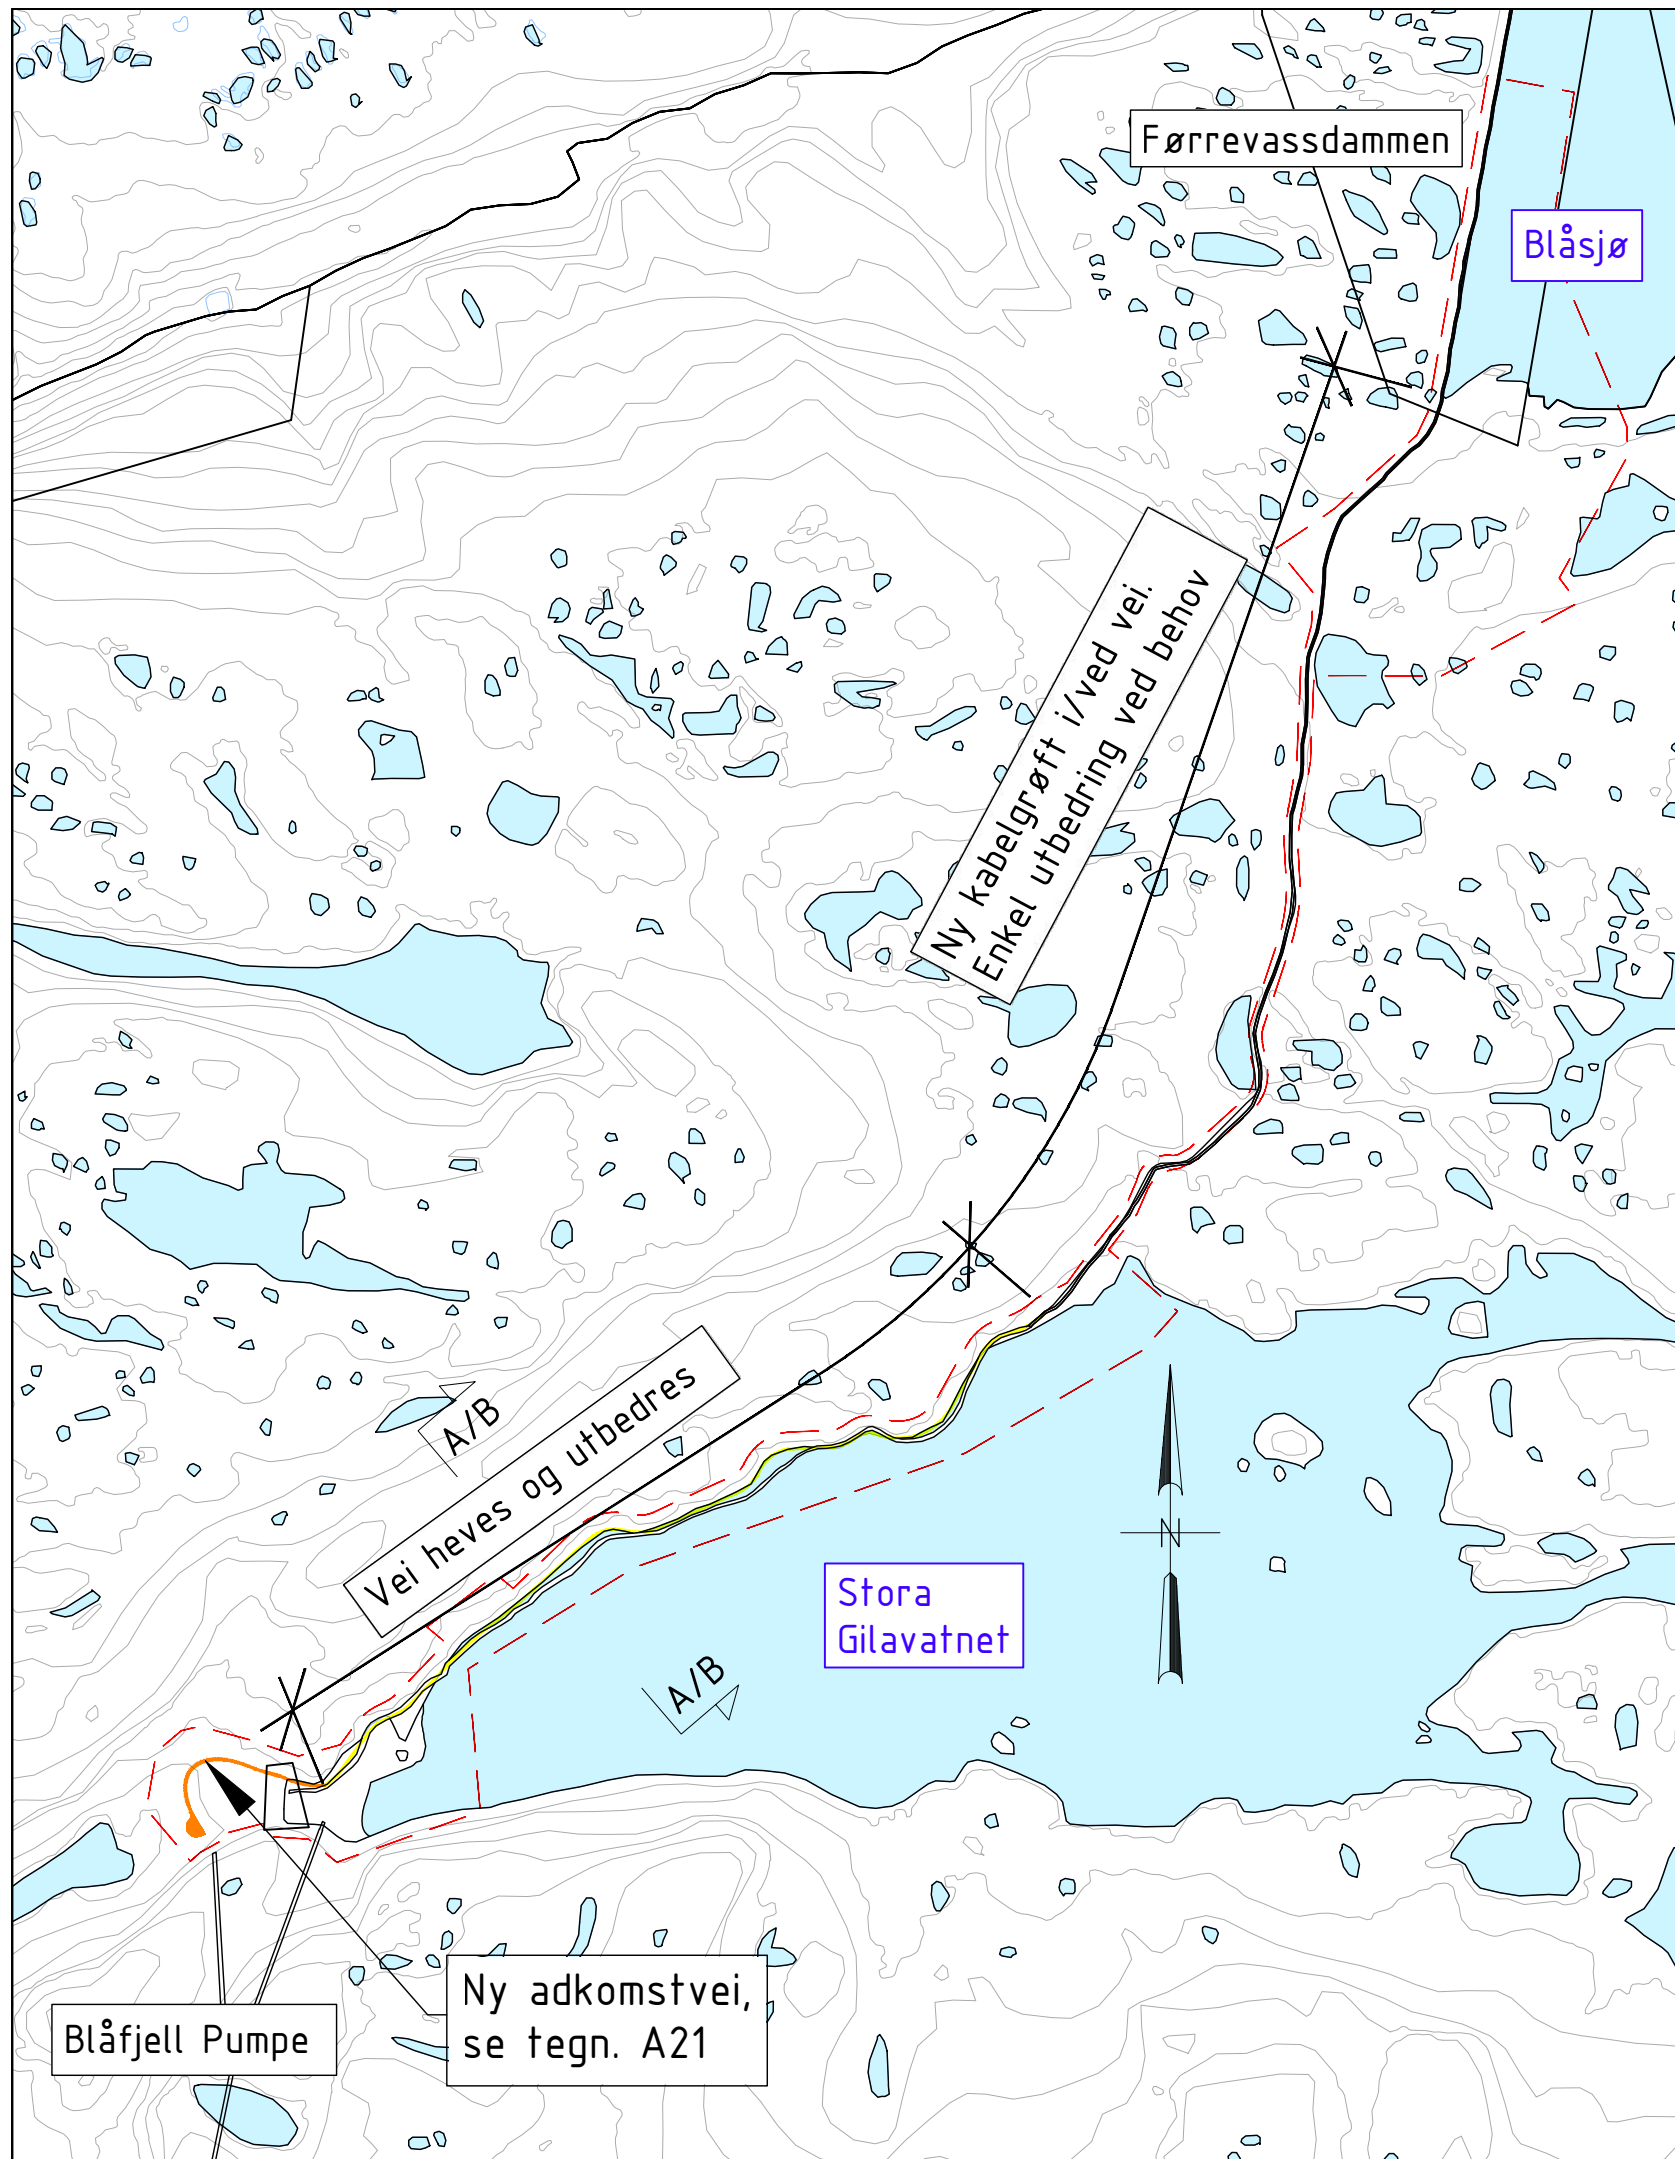 Førrevassdammen
Blåsjø
Ny kabelgrøft i/ved vei.
Enkel utbedring ved behov
Vei heves og utbedres
A/B
N
Stora
Gilavatnet
A/B
Ny adkomstvei,
se tegn. A21
Blåfjell Pumpe